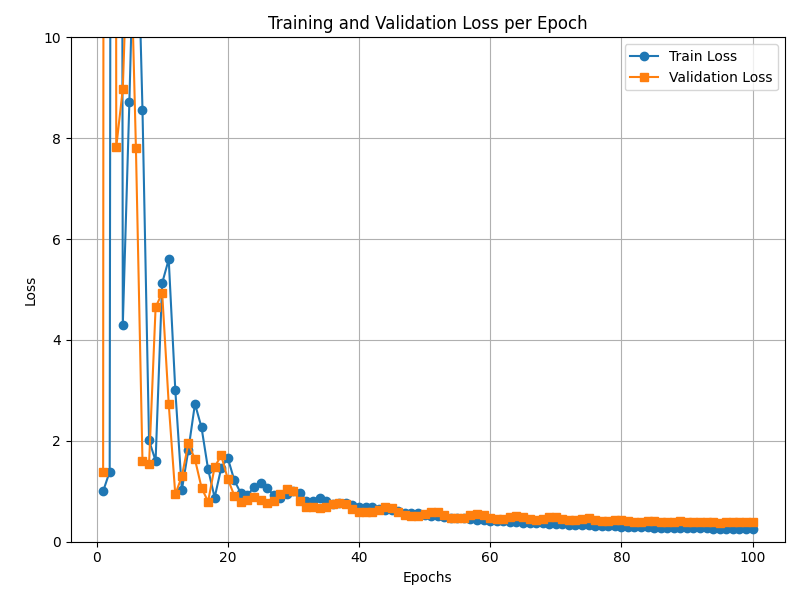 Training and Validation Loss per Epoch
Train Loss
Validation Loss
Loss
10
8
6
4
2
0
0 20 40 60 80 100
Epochs